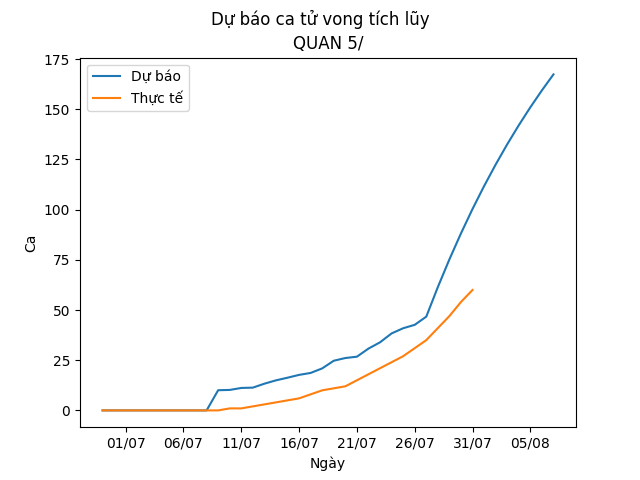 Dự báo ca tử vong tích lũy
QUAN 5/
Dự báo
Thực tế
175
150
125
100
75
50
25
0
Ca
01/07 06/07 11/07 16/07 21/07 26/07 31/07 05/08
Ngày